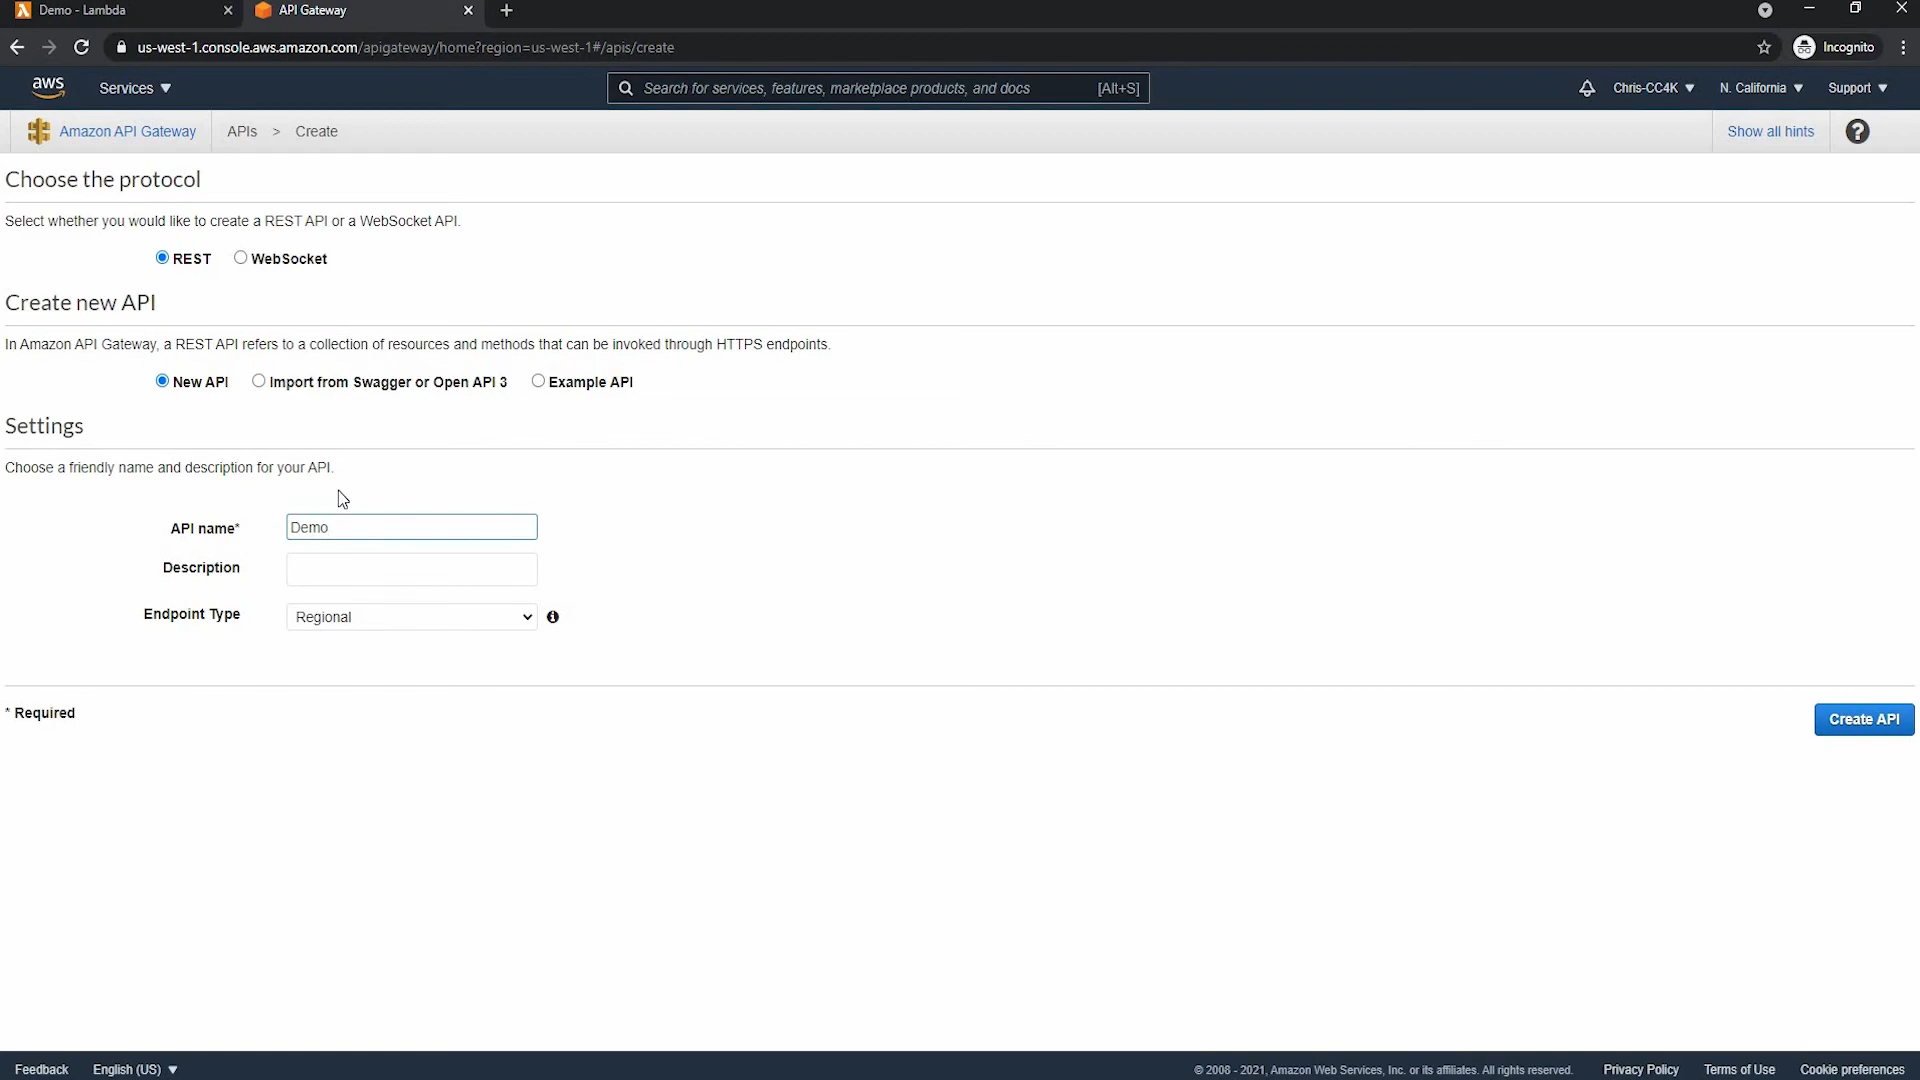 Demo - Lambda
API Gateway
us-west-1.console.aws.amazon.com/apigateway/home?region=us-west-1#/apis/create
Incognito
aws
Services
Search for services, features, marketplace products, and docs [Alt+S]
Chris-CC4K
N. California
Support
Amazon API Gateway
APIs > Create
Show all hints
?
Choose the protocol
Select whether you would like to create a REST API or a WebSocket API.
REST WebSocket
Create new API
In Amazon API Gateway, a REST API refers to a collection of resources and methods that can be invoked through HTTPS endpoints.
New API Import from Swagger or Open API 3 Example API
Settings
Choose a friendly name and description for your API.
API name* Demo
Description
Endpoint Type Regional
* Required
Create API
Feedback English (US)
© 2008 - 2021, Amazon Web Services, Inc. or its affiliates. All rights reserved. Privacy Policy Terms of Use Cookie preferences